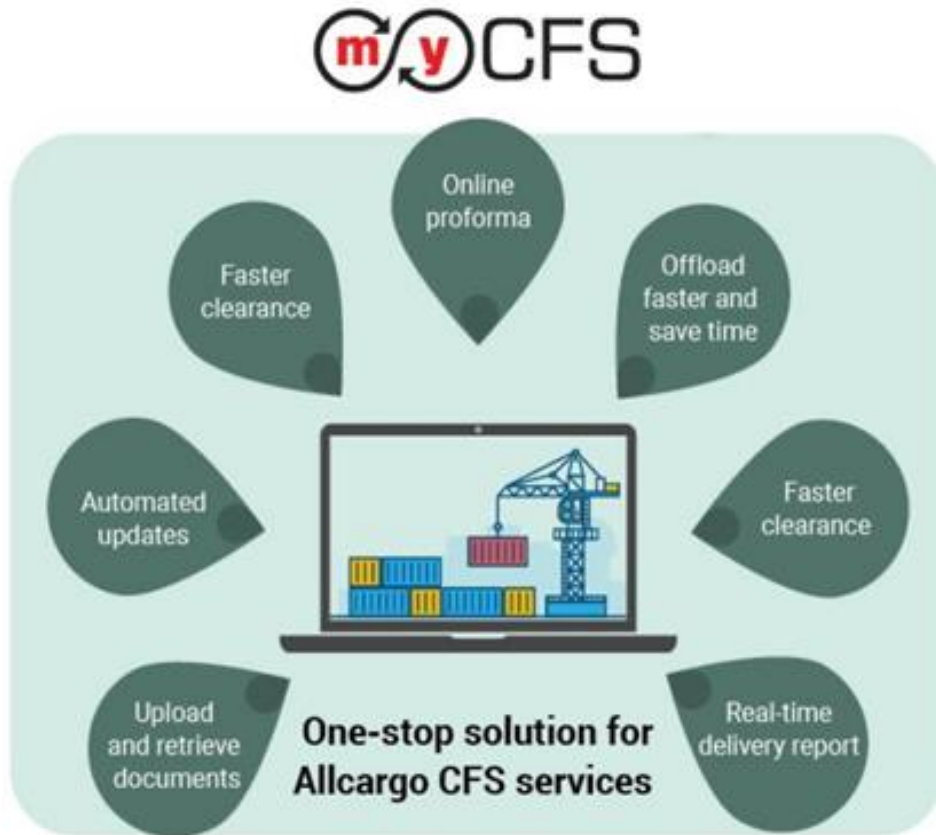 myCFS
Online
proforma
Faster
clearance
Offload
faster and
save time
Automated
updates
Faster
clearance
Upload
and retrieve
documents
Real-time
delivery report
One-stop solution for
Allcargo CFS services